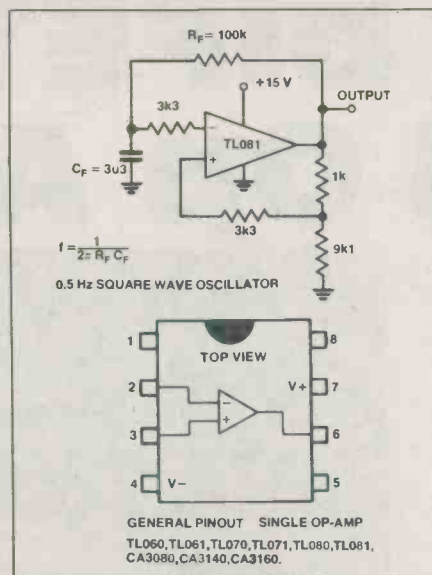 R_F = 100k
+15 V
OUTPUT
3k3
−
TL081
+
C_F = 3u3
1k
3k3
9k1
f = 1
2π R_F C_F
0.5 Hz SQUARE WAVE OSCILLATOR
1
8
TOP VIEW
2
−
V+
7
3
+
6
4
V−
5
GENERAL PINOUT SINGLE OP-AMP
TL060,TL061,TL070,TL071,TL080,TL081,
CA3080,CA3140,CA3160.